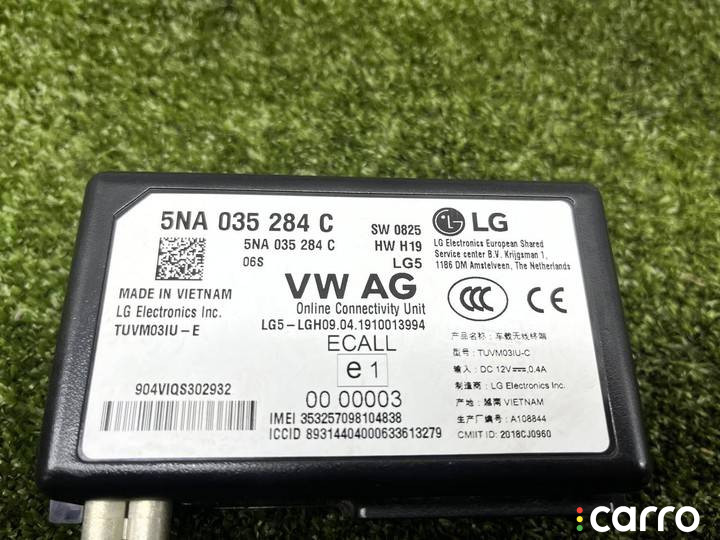 5NA 035 284 C
5NA 035 284 C
06S
SW 0825
HW H19
LG5
LG
LG Electronics European Shared
Service center B.V. Krijgsman 1,
1186 DM Amstelveen, The Netherlands
MADE IN VIETNAM
LG Electronics Inc.
TUVM03IU-E
VW AG
Online Connectivity Unit
LG5-LGH09.04.1910013994
ECALL
e 1
00 00003
CCC
CE
904VIQS302932
IMEI 353257098104838
ICCID 89314404000633613279
产品名称: 车载无线终端
型号: TUVM03IU-C
输入: DC 12V⎓, 0.4A
制造商: LG Electronics Inc.
产地: 越南 VIETNAM
生产厂编号: A108844
CMIIT ID: 2018CJ0960
carro